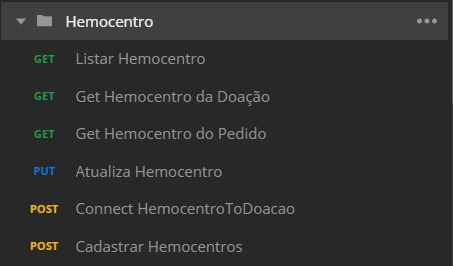 Hemocentro
GET Listar Hemocentro
GET Get Hemocentro da Doação
GET Get Hemocentro do Pedido
PUT Atualiza Hemocentro
POST Connect HemocentroToDoacao
POST Cadastrar Hemocentros